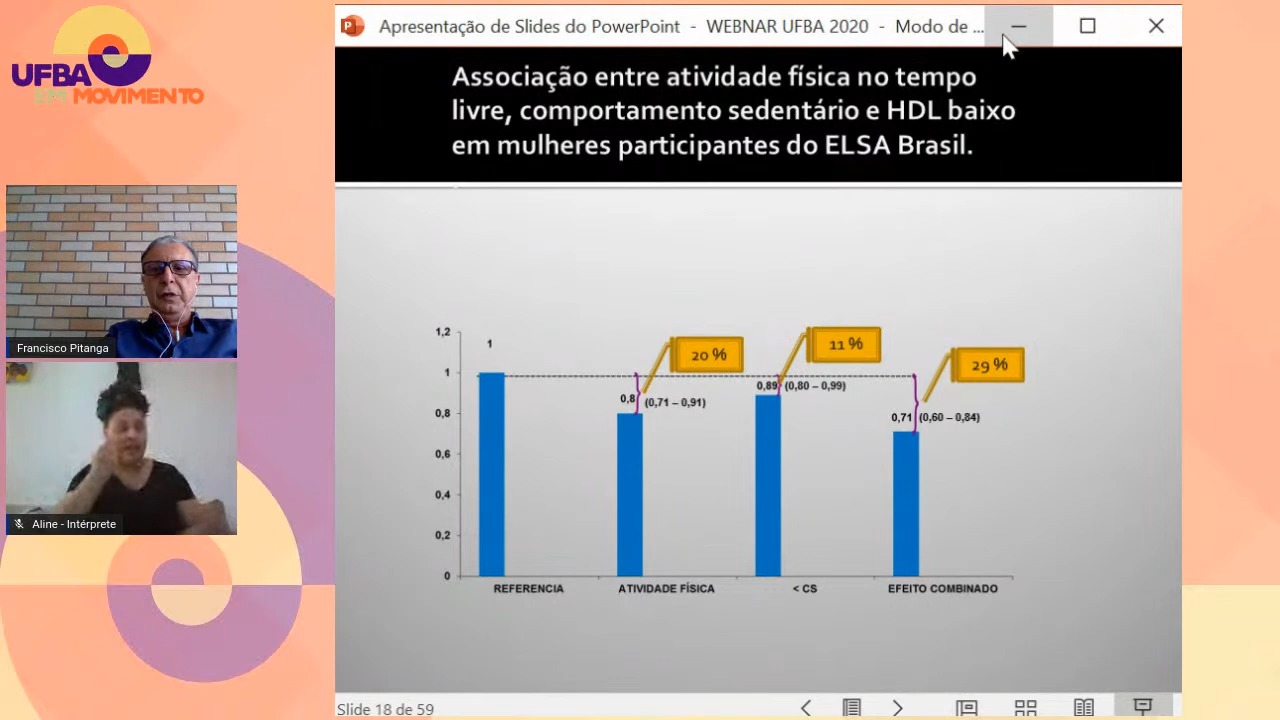 UFBA
EM MOVIMENTO
Francisco Pitanga
Aline - Intérprete
Apresentação de Slides do PowerPoint - WEBNAR UFBA 2020 - Modo de ...
Associação entre atividade física no tempo
livre, comportamento sedentário e HDL baixo
em mulheres participantes do ELSA Brasil.
1,2
1
0,8
0,6
0,4
0,2
0
1
20 %
0,8 (0,71 – 0,91)
11 %
0,89 (0,80 – 0,99)
29 %
0,71 (0,60 – 0,84)
REFERENCIA
ATIVIDADE FÍSICA
< CS
EFEITO COMBINADO
Slide 18 de 59